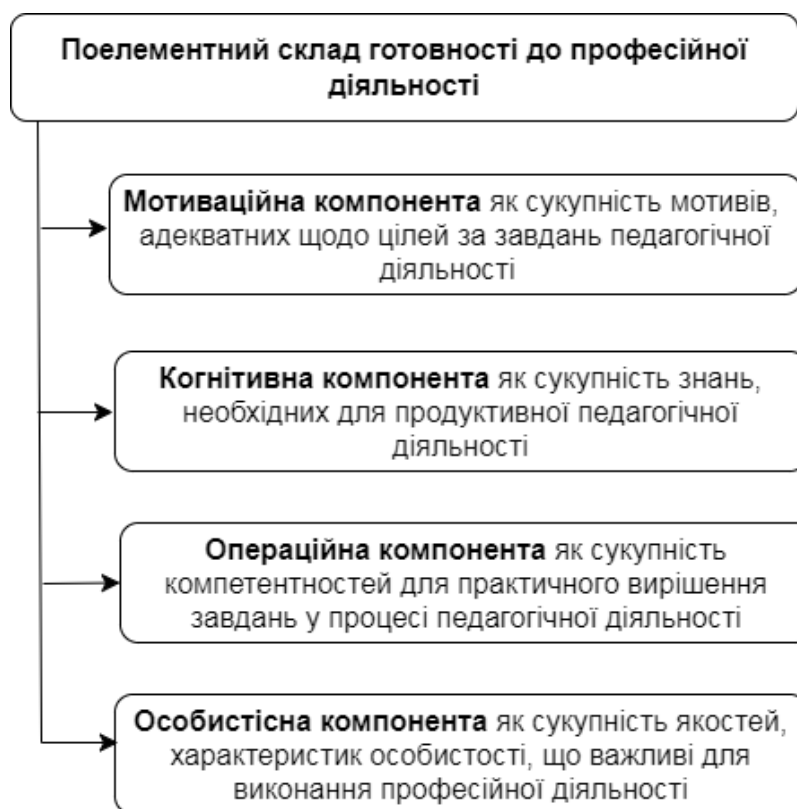 Поелементний склад готовності до професійної
діяльності
Мотиваційна компонента як сукупність мотивів,
адекватних щодо цілей за завдань педагогічної
діяльності
Когнітивна компонента як сукупність знань,
необхідних для продуктивної педагогічної
діяльності
Операційна компонента як сукупність
компетентностей для практичного вирішення
завдань у процесі педагогічної діяльності
Особистісна компонента як сукупність якостей,
характеристик особистості, що важливі для
виконання професійної діяльності